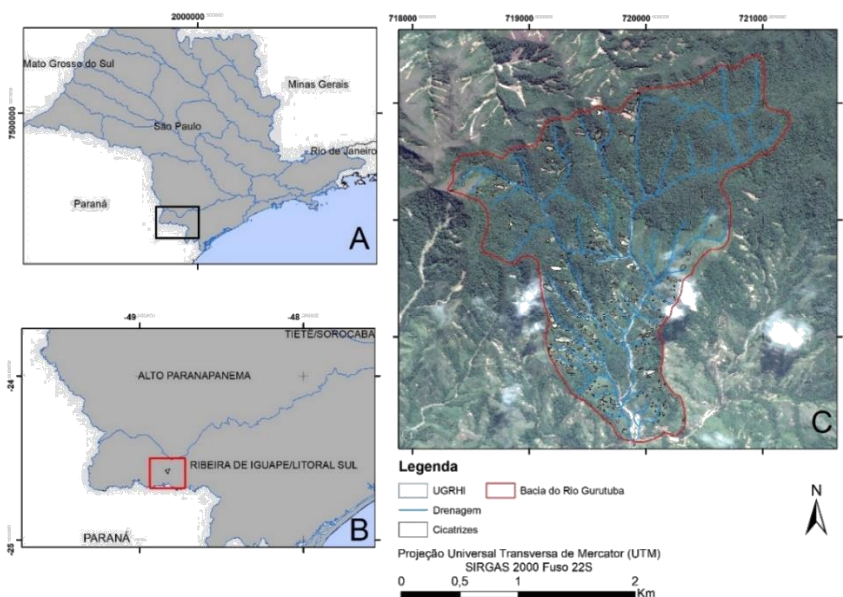 2000000
7500000
Mato Grosso do Sul
Minas Gerais
São Paulo
Rio de Janeiro
Paraná
A
-49
-48
TIETÊ/SOROCABA
-24
ALTO PARANAPANEMA
RIBEIRA DE IGUAPE/LITORAL SUL
PARANÁ
-25
B
718000
719000
720000
721000
C
Legenda
UGRHI
Bacia do Rio Gurutuba
Drenagem
Cicatrizes
N
Projeção Universal Transversa de Mercator (UTM)
SIRGAS 2000 Fuso 22S
0 0,5 1 2
Km